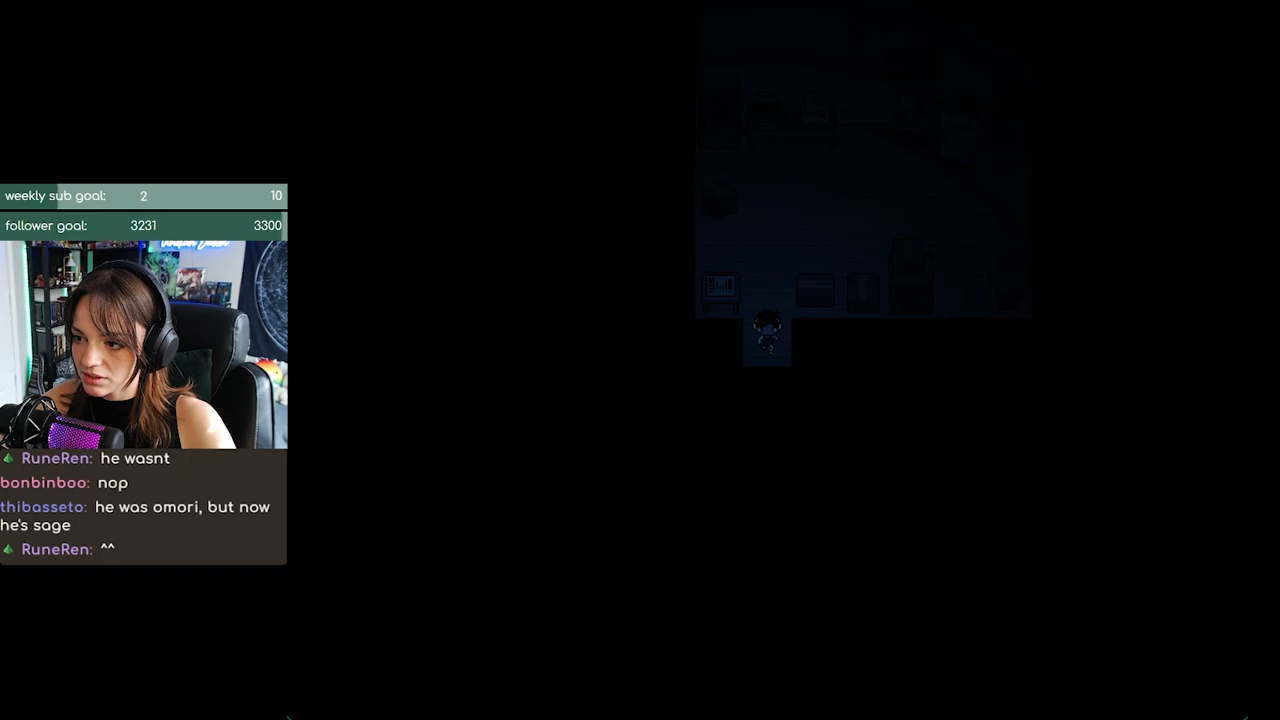 weekly sub goal: 2 10
follower goal: 3231 3300
RuneRen: he wasnt
bonbinboo: nop
thibasseto: he was omori, but now
he's sage
RuneRen: ^^